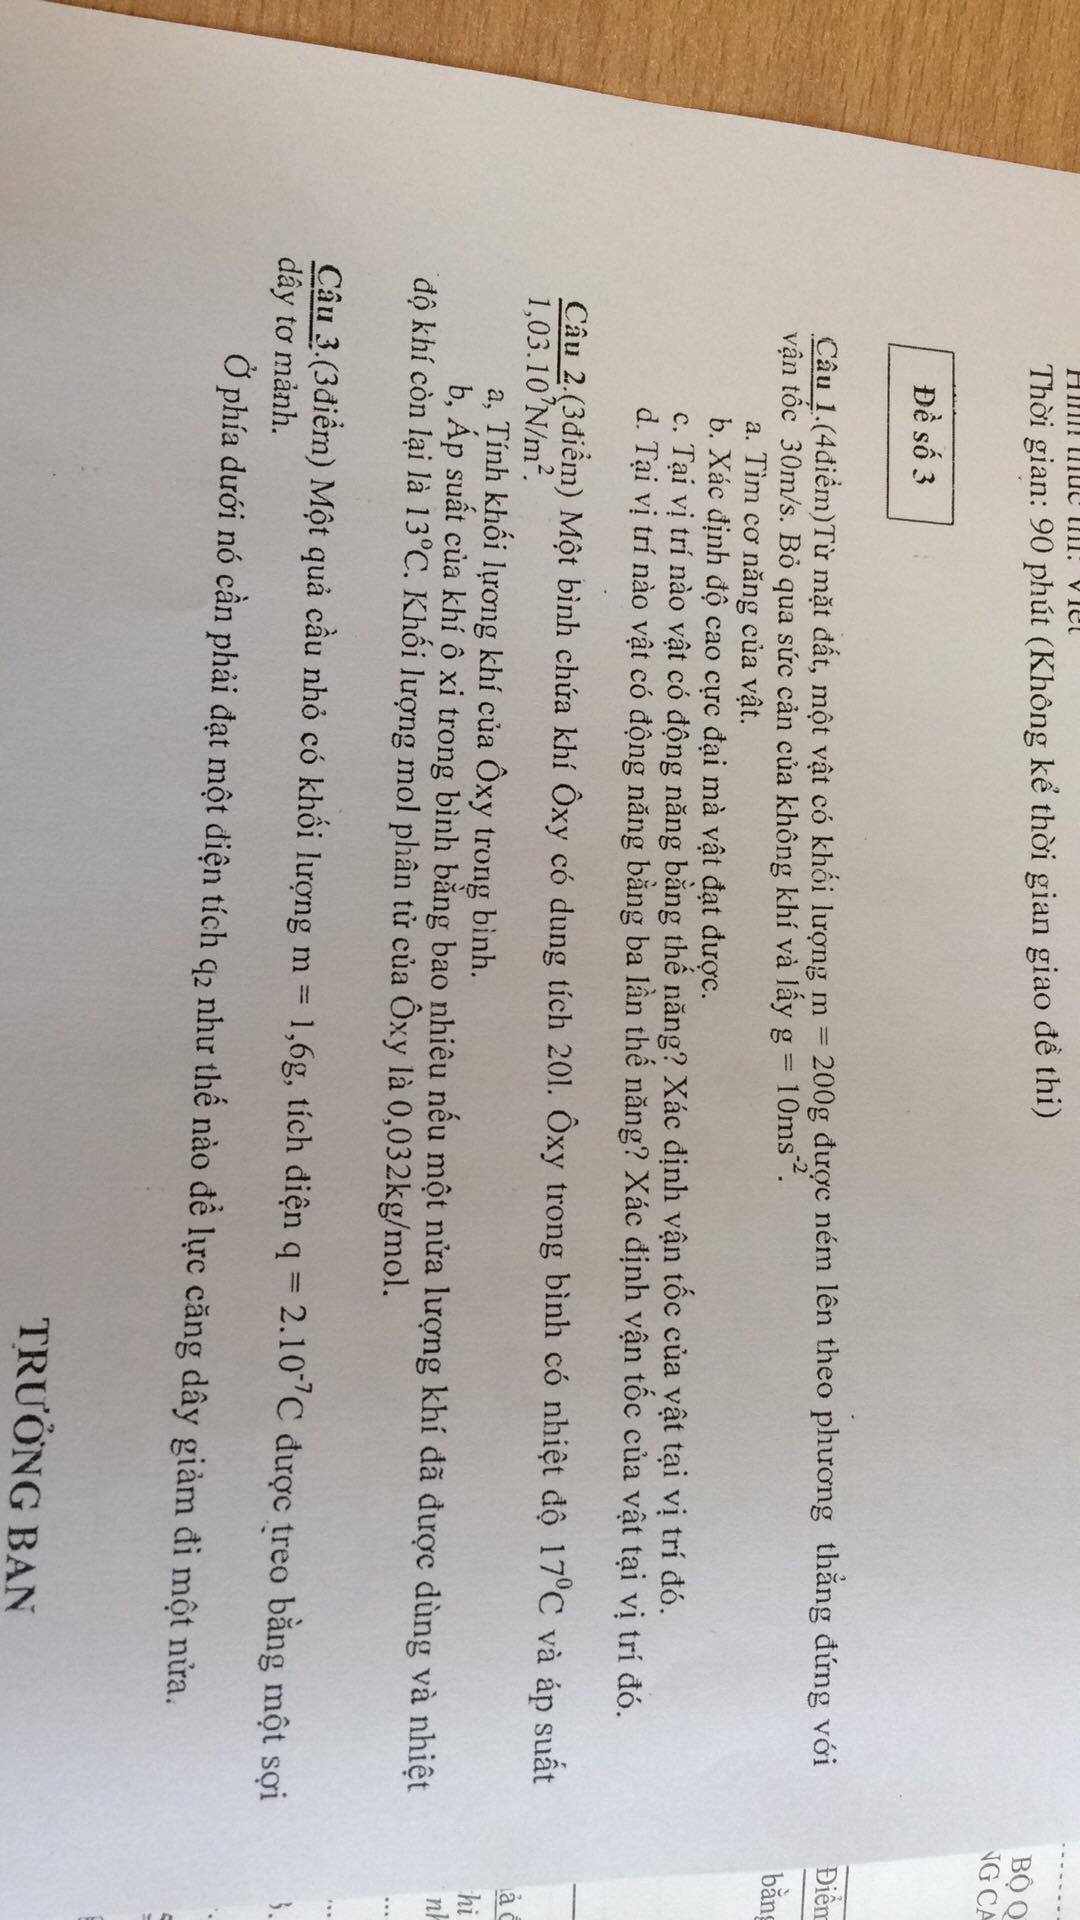 Hình thức thi: Viết
Thời gian: 90 phút (Không kể thời gian giao đề thi)
BỘ Q
NG CA
Đề số 3
Câu 1.(4điểm)Từ mặt đất, một vật có khối lượng m = 200g được ném lên theo phương thẳng đứng với
vận tốc 30m/s. Bỏ qua sức cản của không khí và lấy g = 10ms⁻².
a. Tìm cơ năng của vật.
b. Xác định độ cao cực đại mà vật đạt được.
c. Tại vị trí nào vật có động năng bằng thế năng? Xác định vận tốc của vật tại vị trí đó.
d. Tại vị trí nào vật có động năng bằng ba lần thế năng? Xác định vận tốc của vật tại vị trí đó.
Điểm
bằng
Câu 2.(3điểm) Một bình chứa khí Ôxy có dung tích 20l. Ôxy trong bình có nhiệt độ 17⁰C và áp suất
1,03.10⁷N/m².
a, Tính khối lượng khí của Ôxy trong bình.
b, Áp suất của khí ô xi trong bình bằng bao nhiêu nếu một nửa lượng khí đã được dùng và nhiệt
độ khí còn lại là 13⁰C. Khối lượng mol phân tử của Ôxy là 0,032kg/mol.
hi
Câu 3.(3điểm) Một quả cầu nhỏ có khối lượng m = 1,6g, tích điện q = 2.10⁻⁷C được treo bằng một sợi
dây tơ mảnh.
Ở phía dưới nó cần phải đạt một điện tích q₂ như thế nào để lực căng dây giảm đi một nửa.
TRƯỞNG BAN